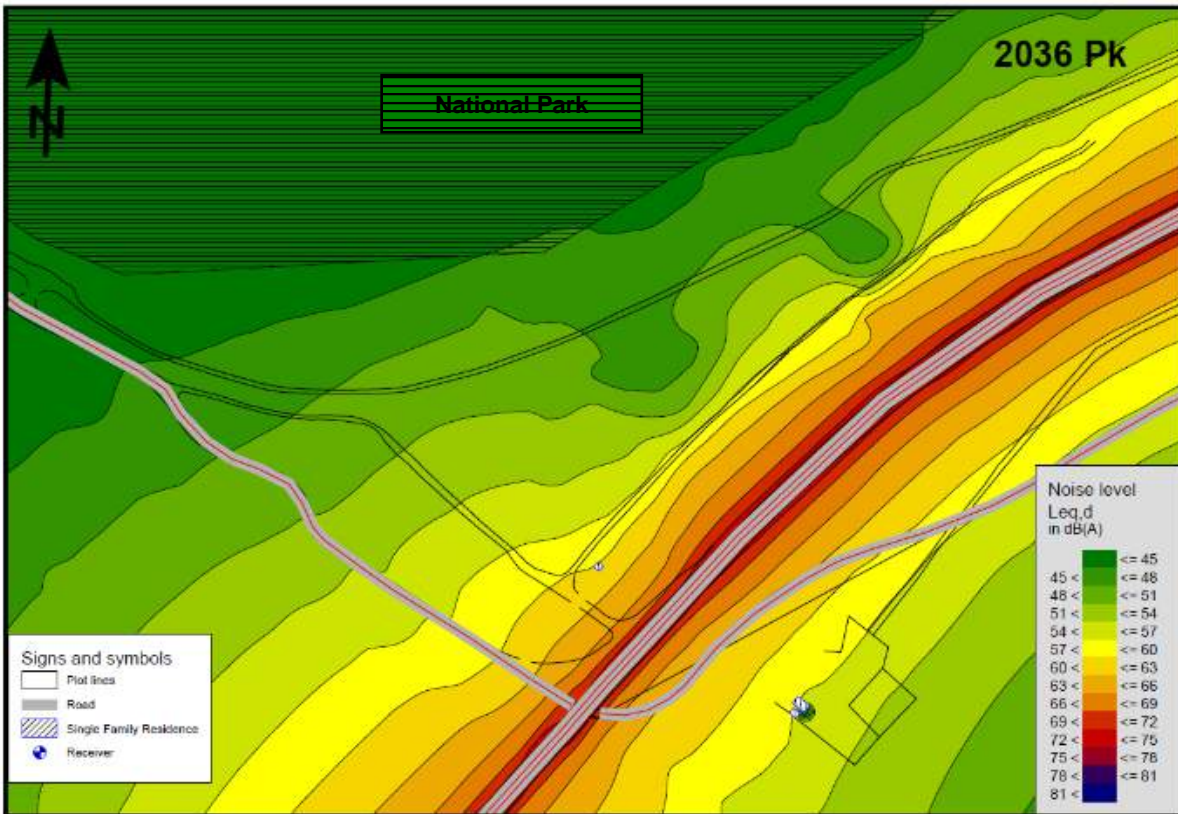 2036 Pk
N
National Park
Noise level
Leq,d
in dB(A)
<= 45
45 < <= 48
48 < <= 51
51 < <= 54
54 < <= 57
57 < <= 60
60 < <= 63
63 < <= 66
66 < <= 69
69 < <= 72
72 < <= 75
75 < <= 78
78 < <= 81
81 <
Signs and symbols
Plot lines
Road
Single Family Residence
Receiver